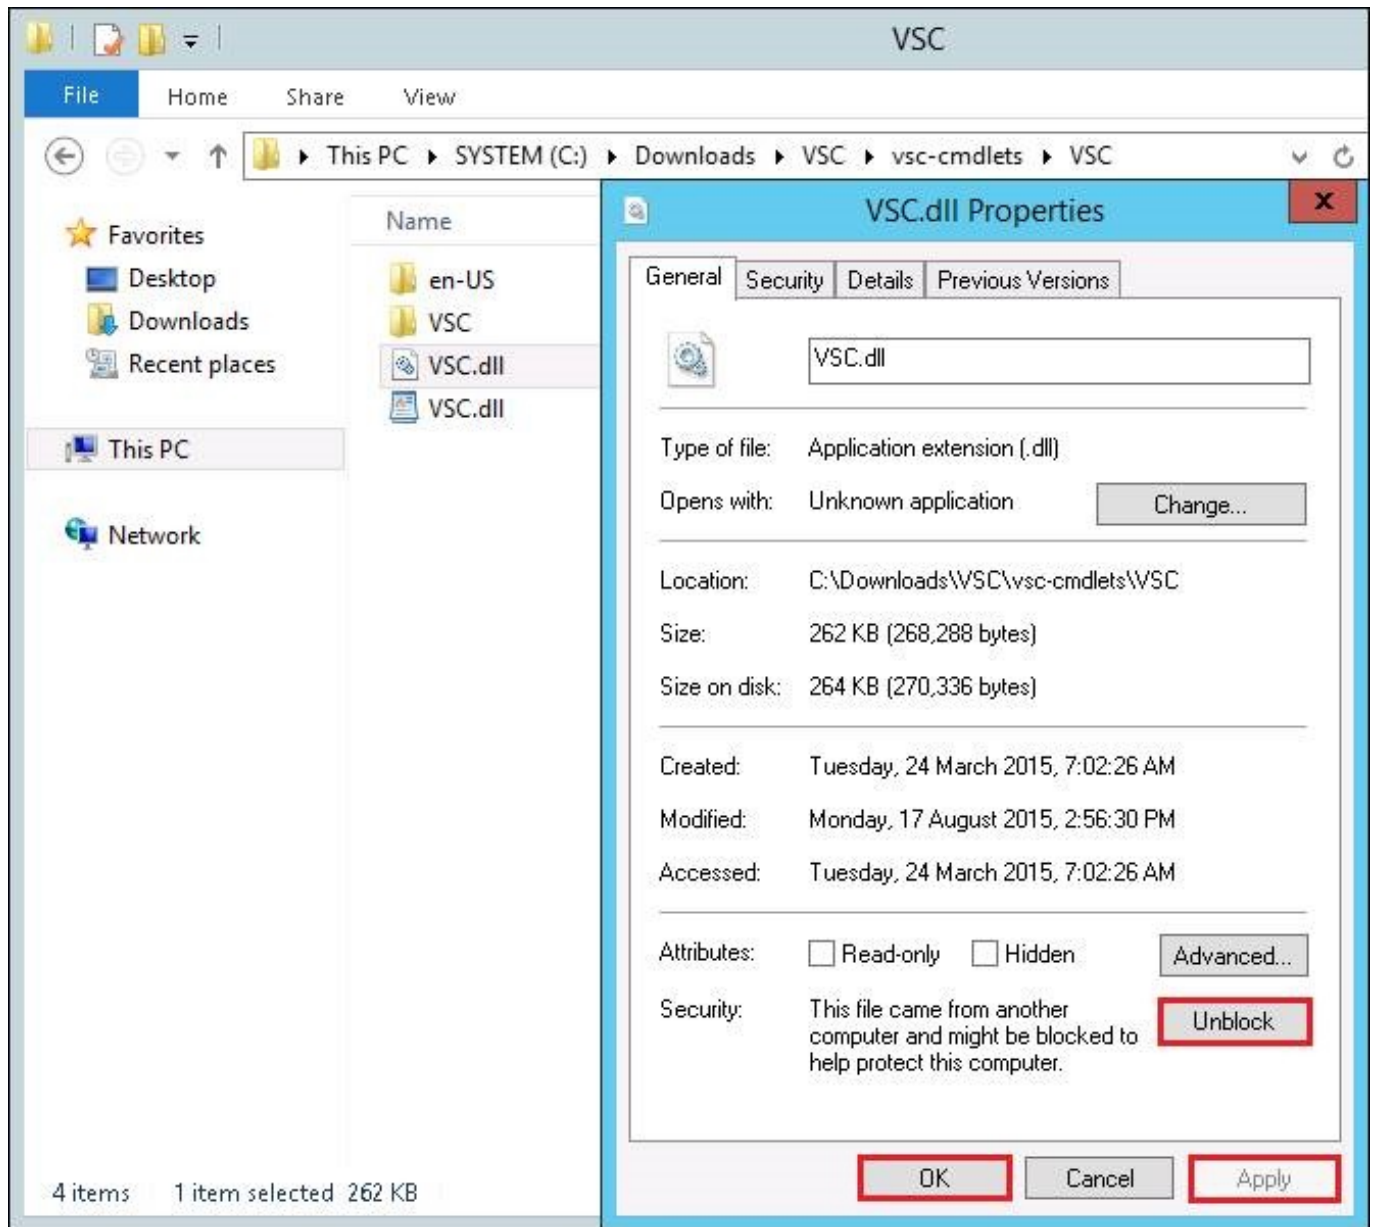 VSC
File Home Share View
This PC SYSTEM (C:) Downloads VSC vsc-cmdlets VSC
Favorites
Desktop
Downloads
Recent places
This PC
Network
Name
en-US
VSC
VSC.dll
VSC.dll
4 items 1 item selected 262 KB
VSC.dll Properties
x
General Security Details Previous Versions
VSC.dll
Type of file: Application extension (.dll)
Opens with: Unknown application Change...
Location: C:\Downloads\VSC\vsc-cmdlets\VSC
Size: 262 KB (268,288 bytes)
Size on disk: 264 KB (270,336 bytes)
Created: Tuesday, 24 March 2015, 7:02:26 AM
Modified: Monday, 17 August 2015, 2:56:30 PM
Accessed: Tuesday, 24 March 2015, 7:02:26 AM
Attributes: Read-only Hidden Advanced...
Security: This file came from another
computer and might be blocked to
help protect this computer.
Unblock
OK Cancel Apply